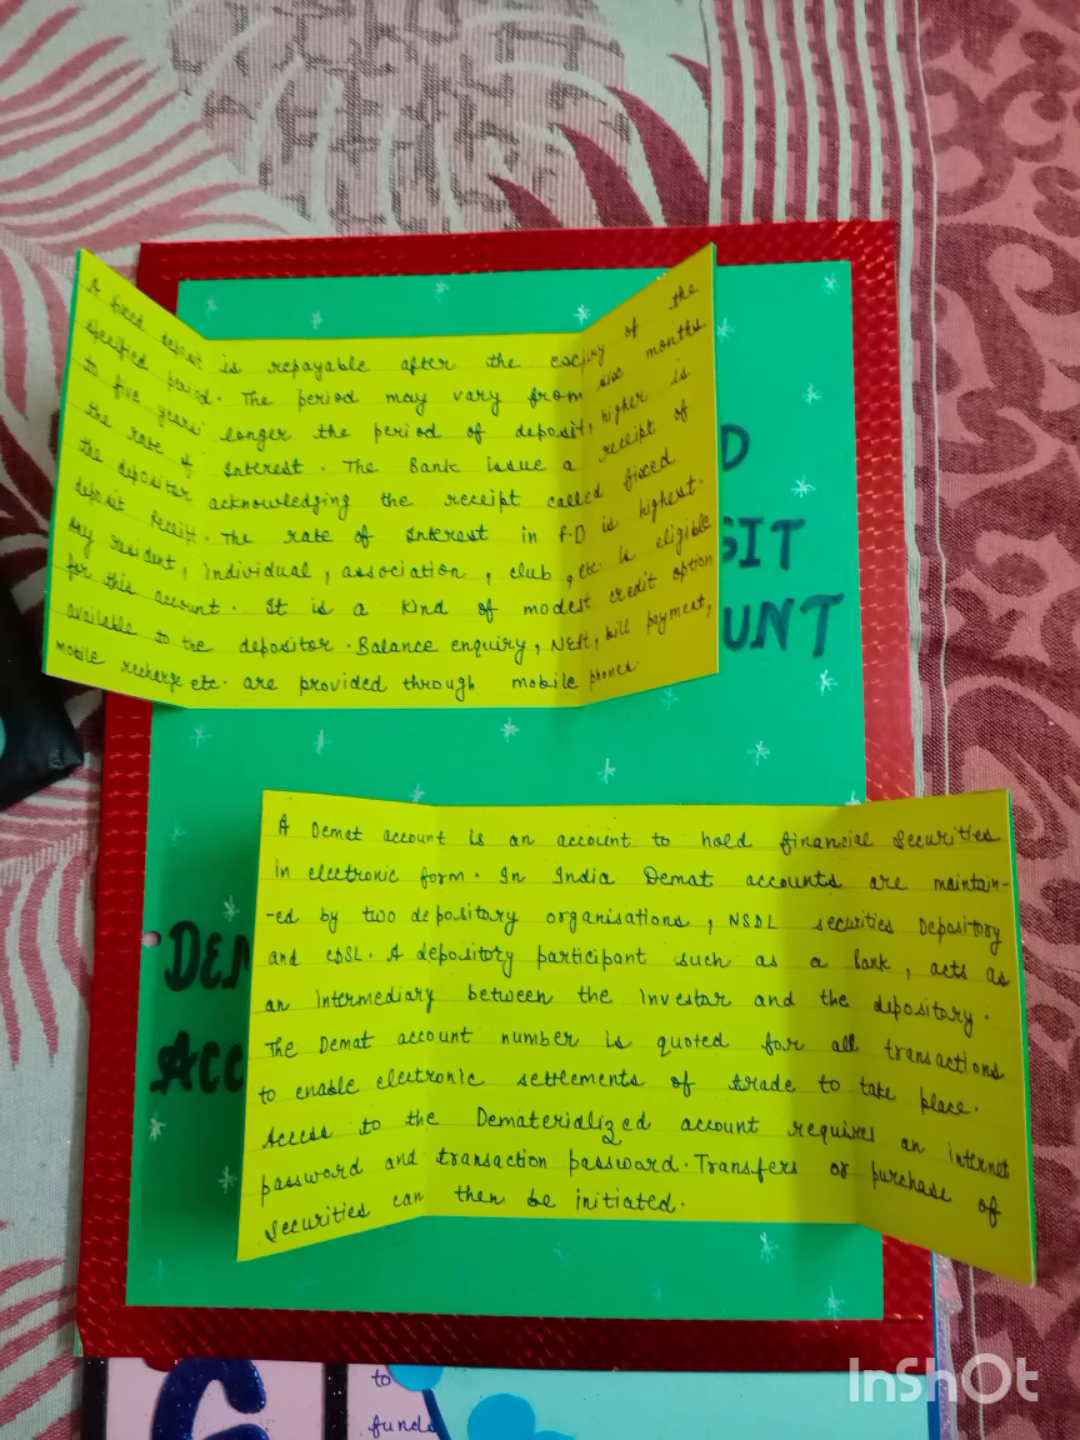 A fixed deposit is repayable after the expiry of the
specified period. The period may vary from six months
to five years. longer the period of deposit, higher is
the rate of Interest. The Bank issue a receipt of
the depositor acknowledging the receipt called fixed
deposit Receipt. The rate of Interest in F.D is highest.
Any resident, individual, association, club, etc. is eligible
for this account. It is a kind of modest credit option
available to the depositor. Balance enquiry, Neft, bill payment,
mobile recharge etc. are provided through mobile phones.
D
SIT
UNT
A Demat account is an account to hold financial securities
in electronic form. In India Demat accounts are maintain-
-ed by two depository organisations, NSDL securities Depository
and CDSL. A depository participant such as a bank, acts as
an intermediary between the Investor and the depository.
The Demat account number is quoted for all transactions
to enable electronic settlements of trade to take place.
Access to the Dematerialized account requires an internet
password and transaction password. Transfers or purchase of
securities can then be initiated.
DEM
ACC
to
funds
InShOt